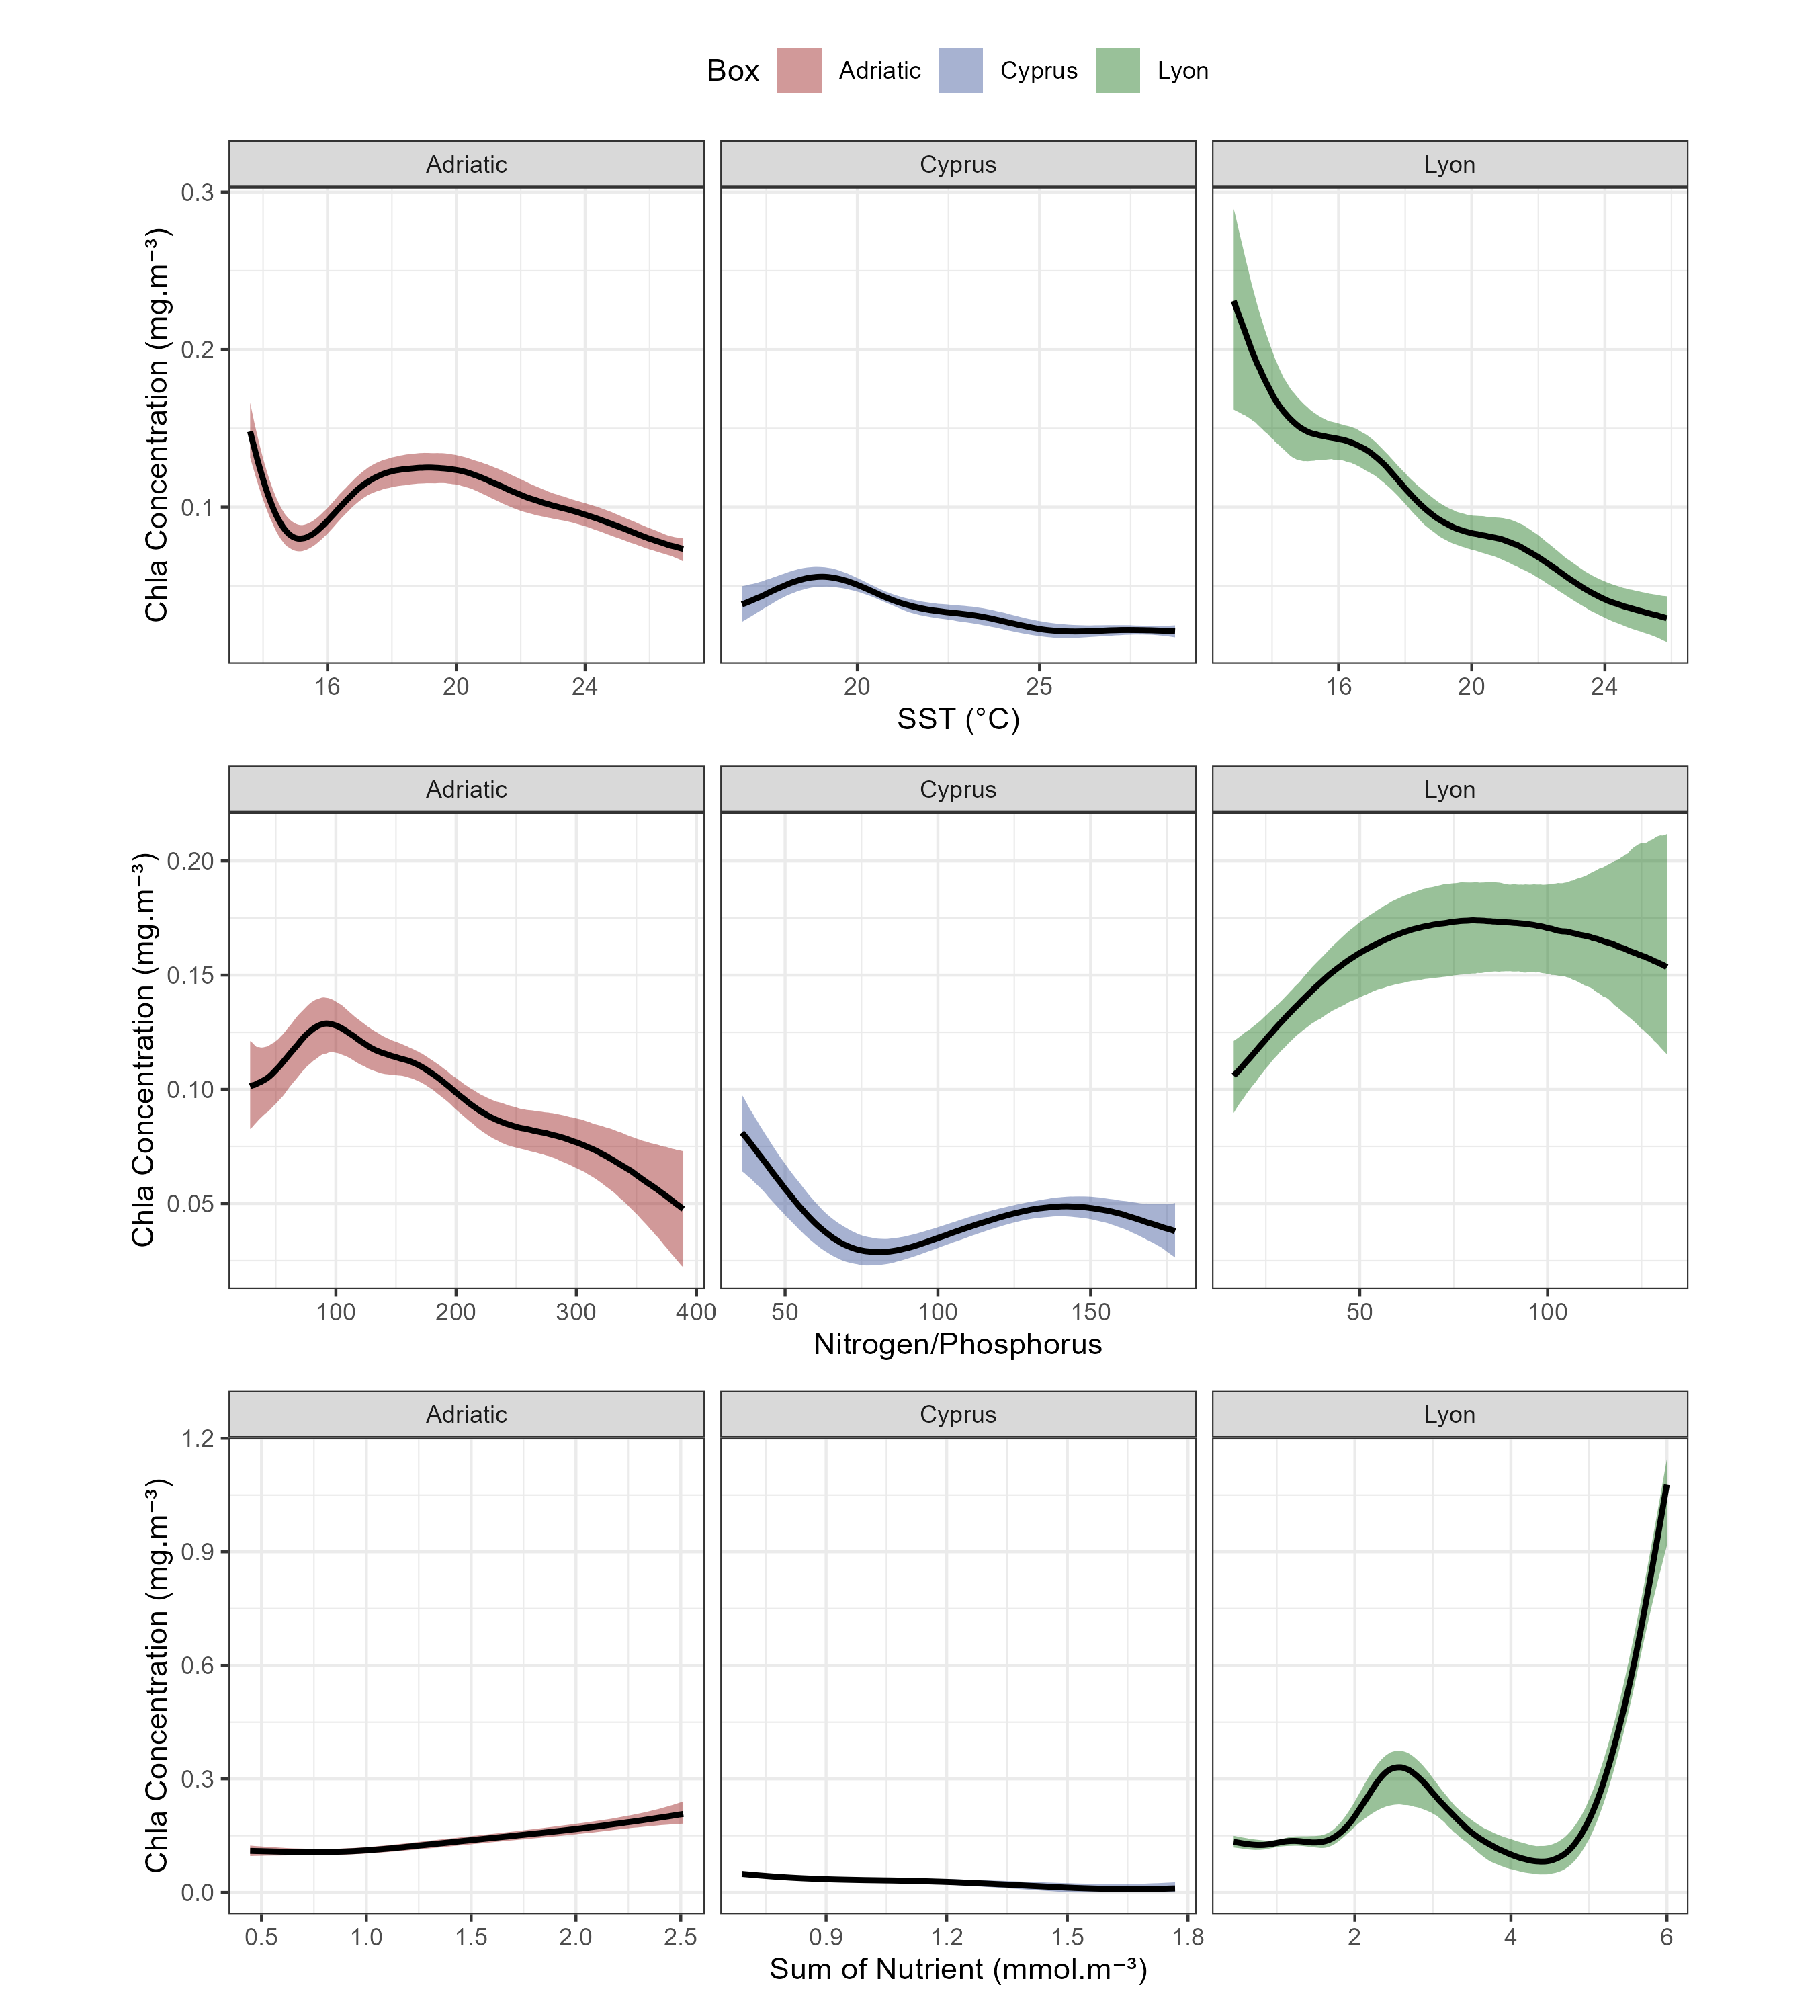 Box Adriatic Cyprus Lyon
Adriatic Cyprus Lyon
Chla Concentration (mg.m⁻³)
0.3
0.2
0.1
16 20 24 20 25 16 20 24
SST (°C)
Adriatic Cyprus Lyon
Chla Concentration (mg.m⁻³)
0.20
0.15
0.10
0.05
100 200 300 400 50 100 150 50 100
Nitrogen/Phosphorus
Adriatic Cyprus Lyon
Chla Concentration (mg.m⁻³)
1.2
0.9
0.6
0.3
0.0
0.5 1.0 1.5 2.0 2.5 0.9 1.2 1.5 1.8 2 4 6
Sum of Nutrient (mmol.m⁻³)